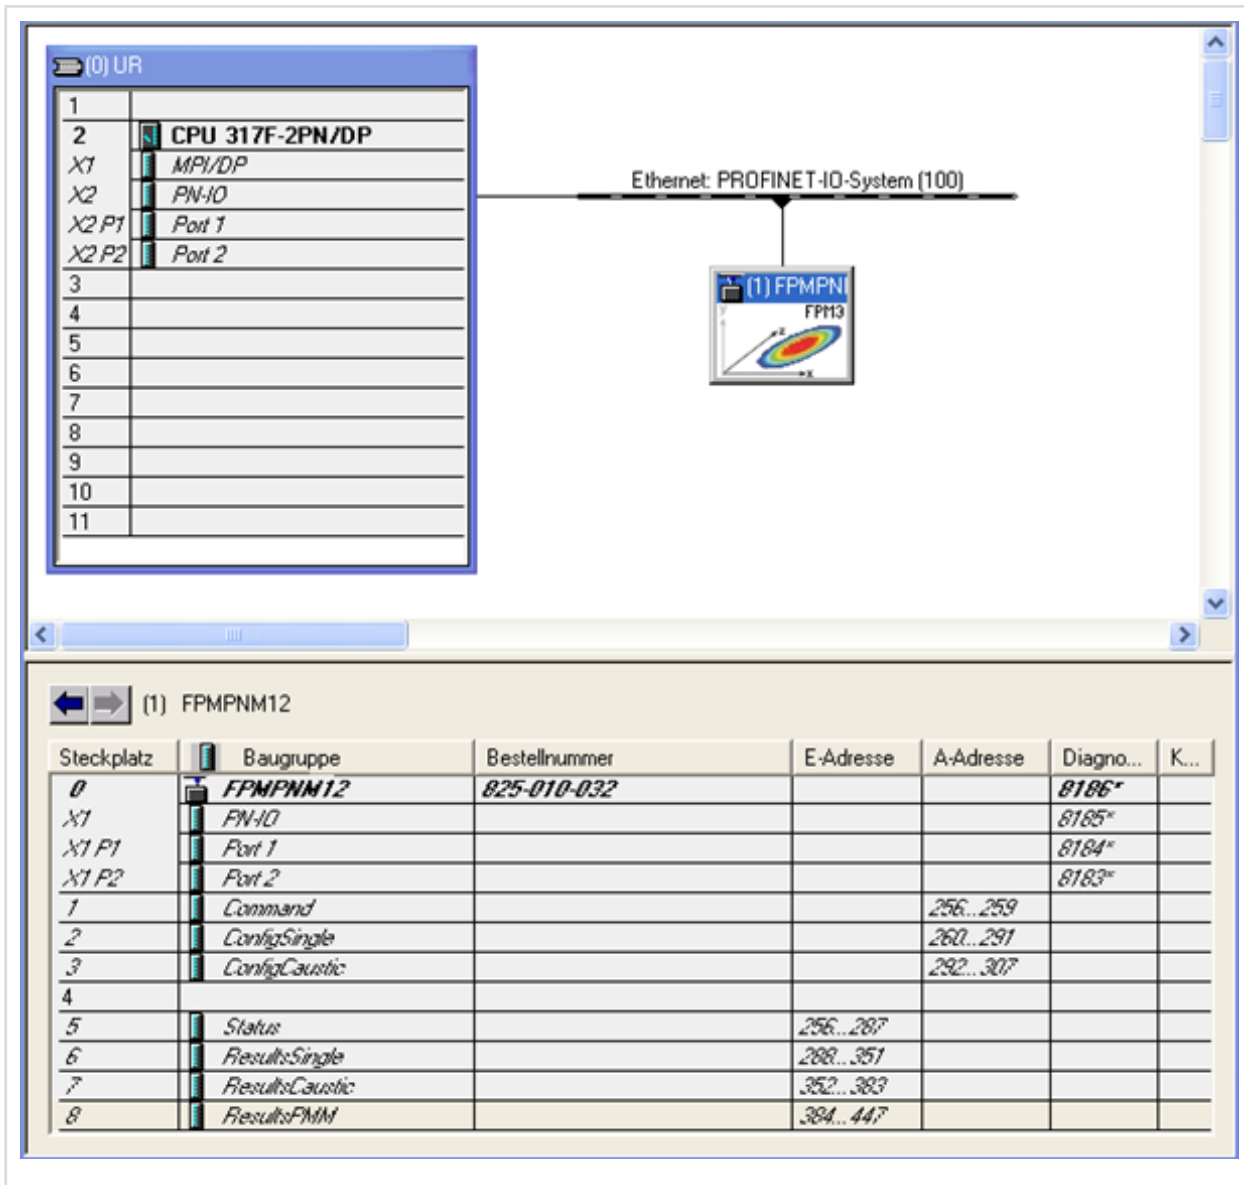 (0) UR
1
2 CPU 317F-2PN/DP
X1 MPI/DP
X2 PN-IO
X2 P1 Port 1
X2 P2 Port 2
3
4
5
6
7
8
9
10
11
Ethernet: PROFINET-IO-System (100)
(1) FPMPN
FPM3
y
z
x
(1) FPMPNM12
Steckplatz Baugruppe Bestellnummer E-Adresse A-Adresse Diagno... K...
0 FPMPNM12 825-010-032 8186*
X1 PN-IO 8185*
X1 P1 Port 1 8184*
X1 P2 Port 2 8183*
1 Command 256...259
2 ConfigSingle 260...291
3 ConfigCaustic 292...307
4
5 Status 256...287
6 ResultsSingle 288...351
7 ResultsCaustic 352...383
8 ResultsPMM 384...447